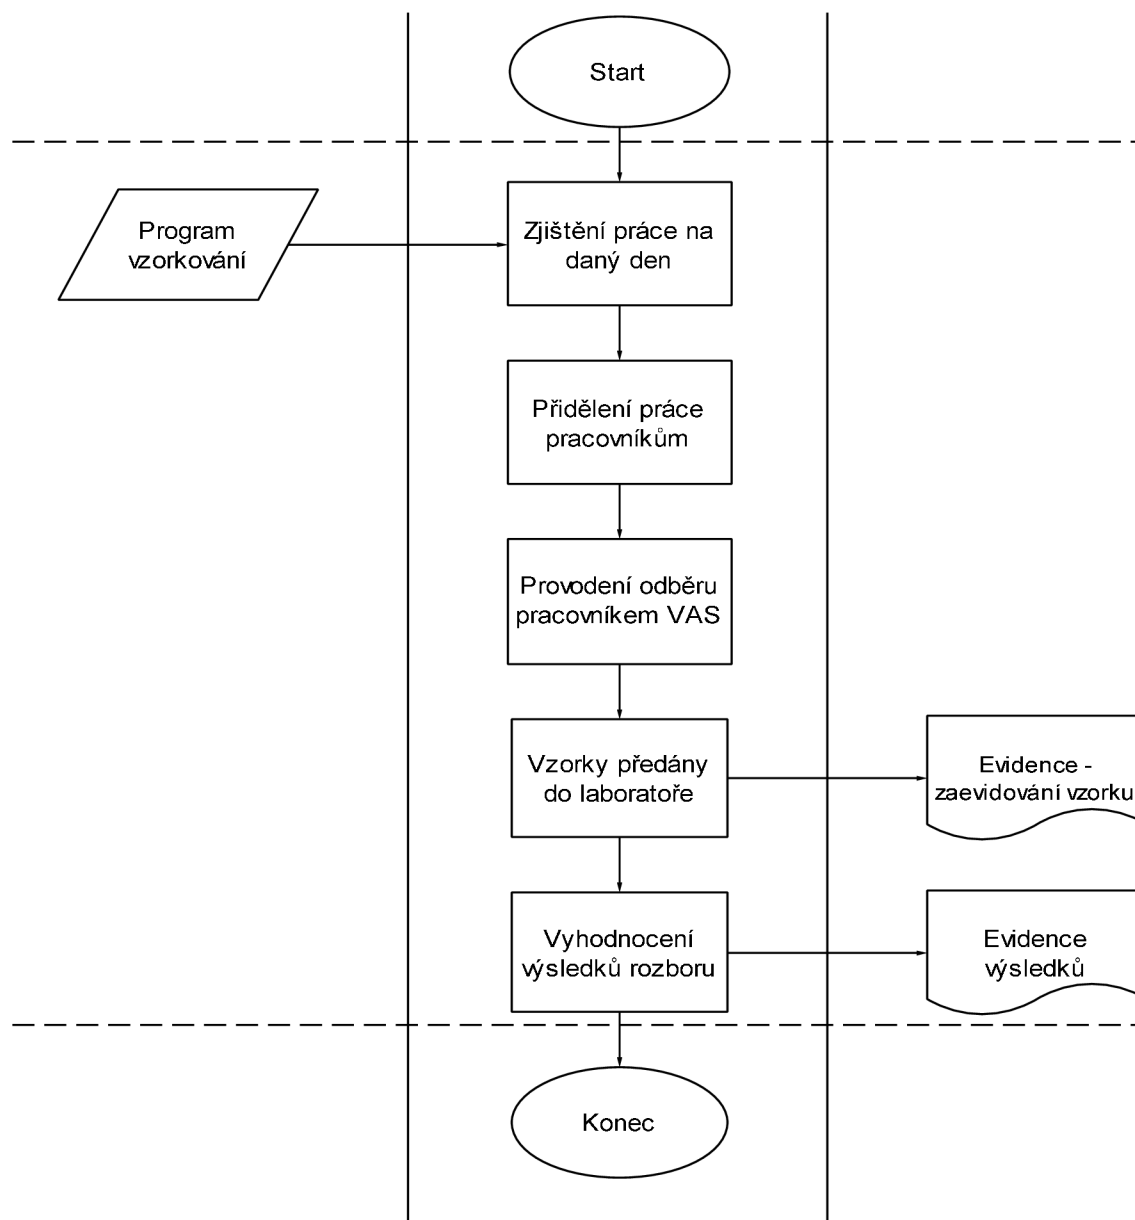 Start
Program
vzorkování
Zjištění práce na
daný den
Přidělení práce
pracovníkům
Provodení odběru
pracovníkem VAS
Vzorky předány
do laboratoře
Evidence -
zaevidování vzorku
Vyhodnocení
výsledků rozboru
Evidence
výsledků
Konec